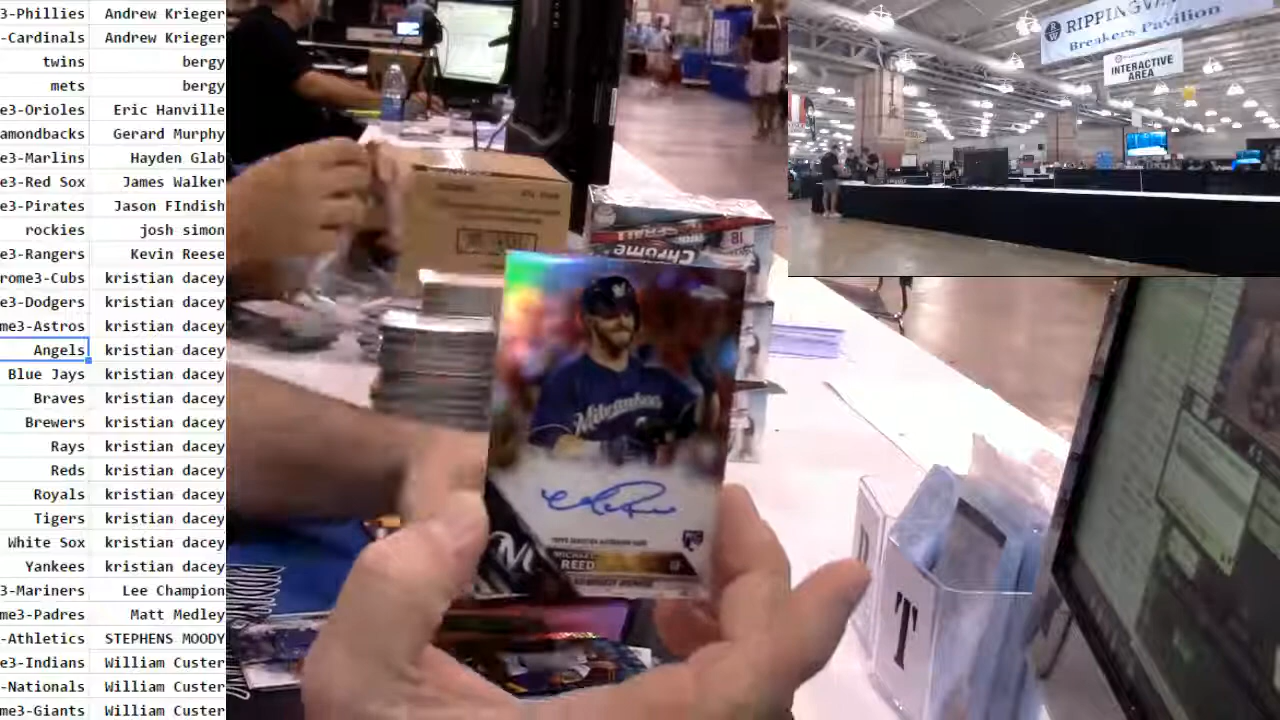 3-Phillies Andrew Krieger
-Cardinals Andrew Krieger
twins bergy
mets bergy
e3-Orioles Eric Hanville
amondbacks Gerard Murphy
e3-Marlins Hayden Glab
e3-Red Sox James Walker
e3-Pirates Jason FIndish
rockies josh simon
e3-Rangers Kevin Reese
rome3-Cubs kristian dacey
e3-Dodgers kristian dacey
me3-Astros kristian dacey
Angels kristian dacey
Blue Jays kristian dacey
Braves kristian dacey
Brewers kristian dacey
Rays kristian dacey
Reds kristian dacey
Royals kristian dacey
Tigers kristian dacey
White Sox kristian dacey
Yankees kristian dacey
3-Mariners Lee Champion
me3-Padres Matt Medley
-Athletics STEPHENS MOODY
e3-Indians William Custer
-Nationals William Custer
me3-Giants William Custer
RIPPINGWA
Breakers Pavilion
INTERACTIVE
AREA
Chrome
18
Milwaukee
MICHAEL
REED
T